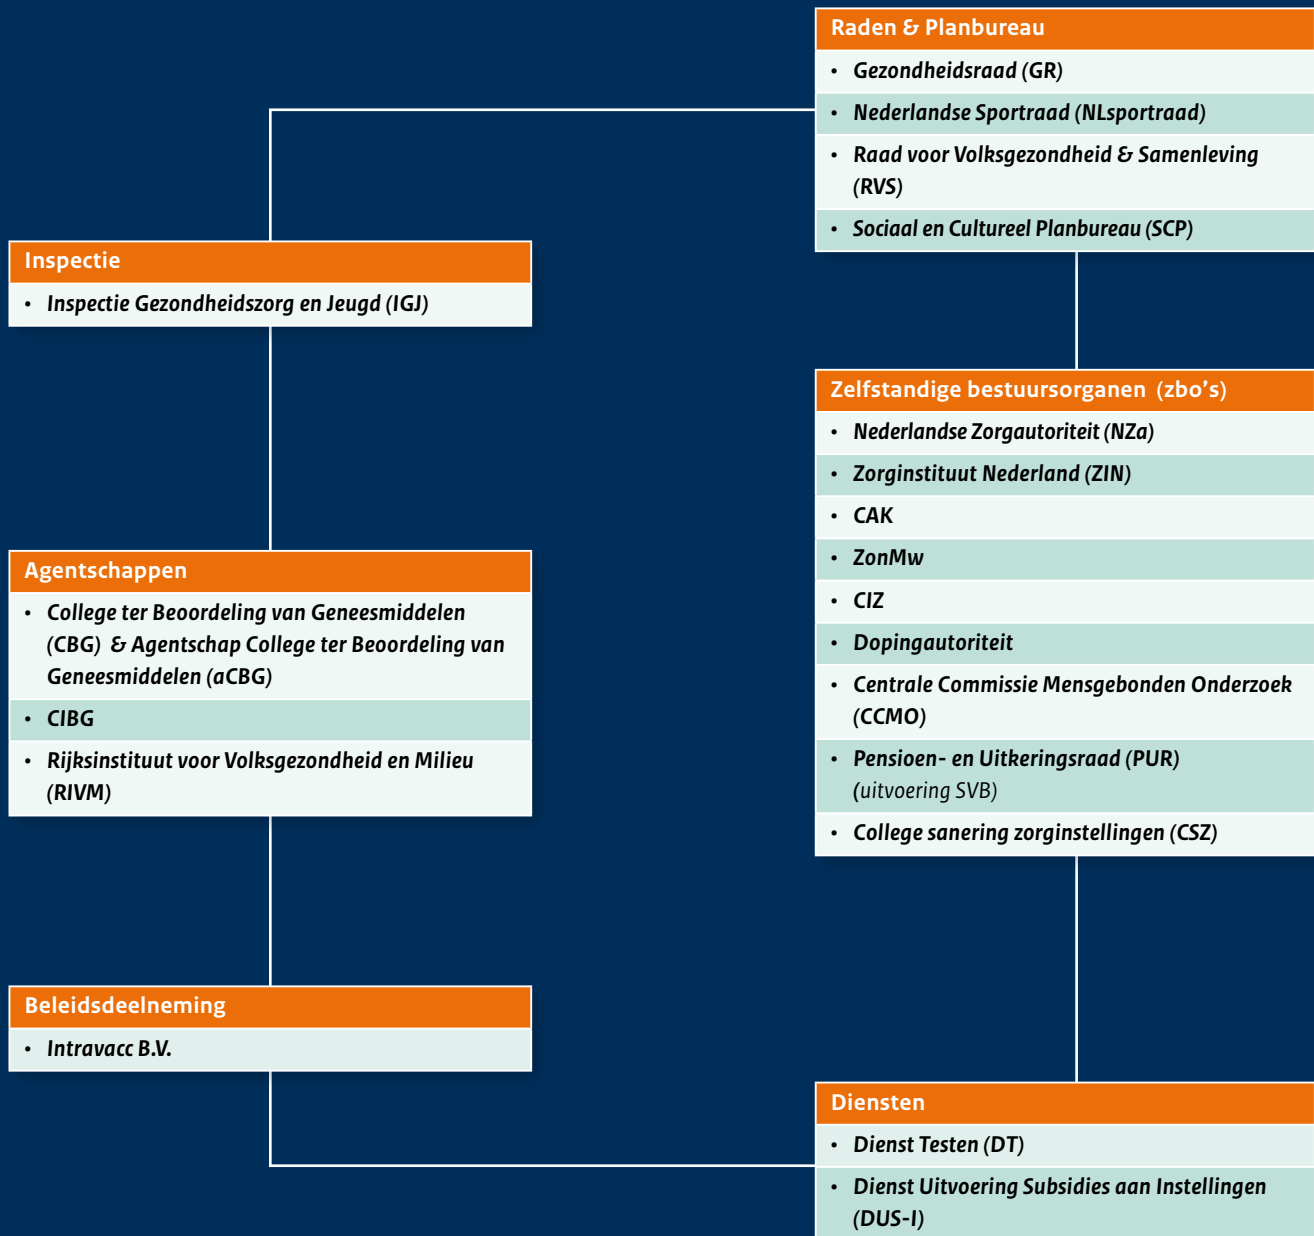 Raden & Planbureau
• Gezondheidsraad (GR)
• Nederlandse Sportraad (NLsportraad)
• Raad voor Volksgezondheid & Samenleving
(RVS)
• Sociaal en Cultureel Planbureau (SCP)
Inspectie
• Inspectie Gezondheidszorg en Jeugd (IGJ)
Zelfstandige bestuursorganen (zbo's)
• Nederlandse Zorgautoriteit (NZa)
• Zorginstituut Nederland (ZIN)
• CAK
• ZonMw
• CIZ
• Dopingautoriteit
• Centrale Commissie Mensgebonden Onderzoek
(CCMO)
• Pensioen- en Uitkeringsraad (PUR)
(uitvoering SVB)
• College sanering zorginstellingen (CSZ)
Agentschappen
• College ter Beoordeling van Geneesmiddelen
(CBG) & Agentschap College ter Beoordeling van
Geneesmiddelen (aCBG)
• CIBG
• Rijksinstituut voor Volksgezondheid en Milieu
(RIVM)
Beleidsdeelneming
• Intravacc B.V.
Diensten
• Dienst Testen (DT)
• Dienst Uitvoering Subsidies aan Instellingen
(DUS-I)